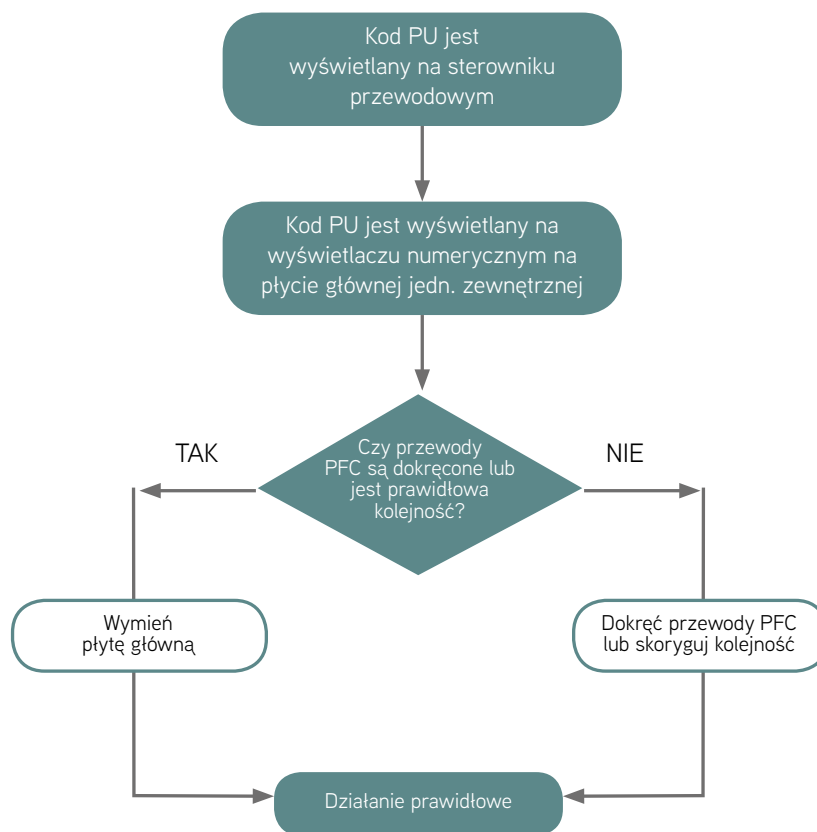 Kod PU jest
wyświetlany na sterowniku
przewodowym
Kod PU jest wyświetlany na
wyświetlaczu numerycznym na
płycie głównej jedn. zewnętrznej
Czy przewody
PFC są dokręcone lub
jest prawidłowa
kolejność?
TAK
NIE
Wymień
płytę główną
Dokręć przewody PFC
lub skoryguj kolejność
Działanie prawidłowe